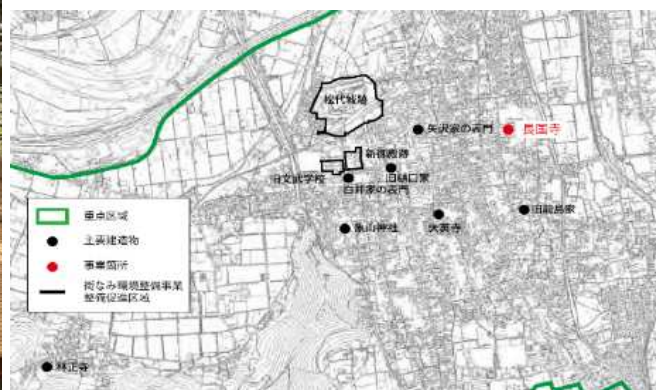 松代城跡
矢沢家の表門
長国寺
新御殿跡
旧文武学校
旧樋口家
白井家の表門
象山神社
大英寺
旧前島家
重点区域
主要建造物
事業箇所
街なみ環境整備事業
整備促進区域
林正寺